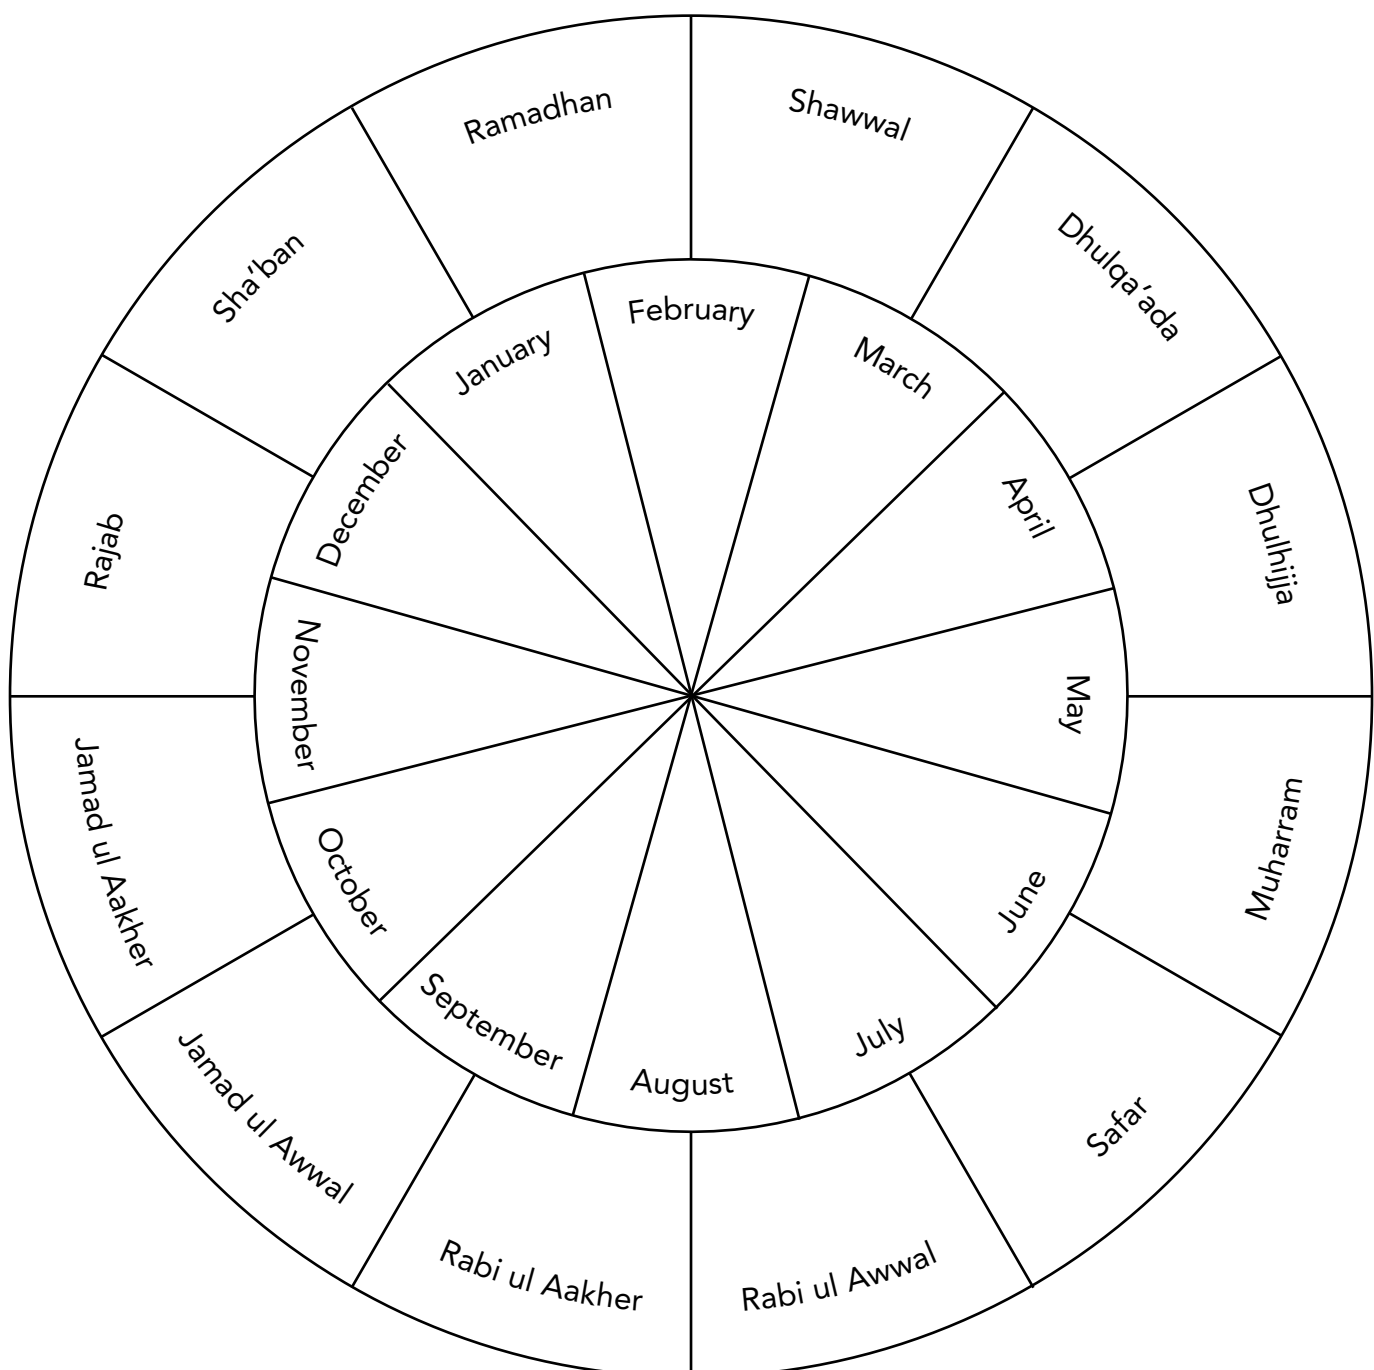 Ramadhan
Shawwal
Dhulqa’ada
Dhulhijja
Muharram
Safar
Rabi ul Awwal
Rabi ul Aakher
Jamad ul Awwal
Jamad ul Aakher
Rajab
Sha’ban
January
February
March
April
May
June
July
August
September
October
November
December